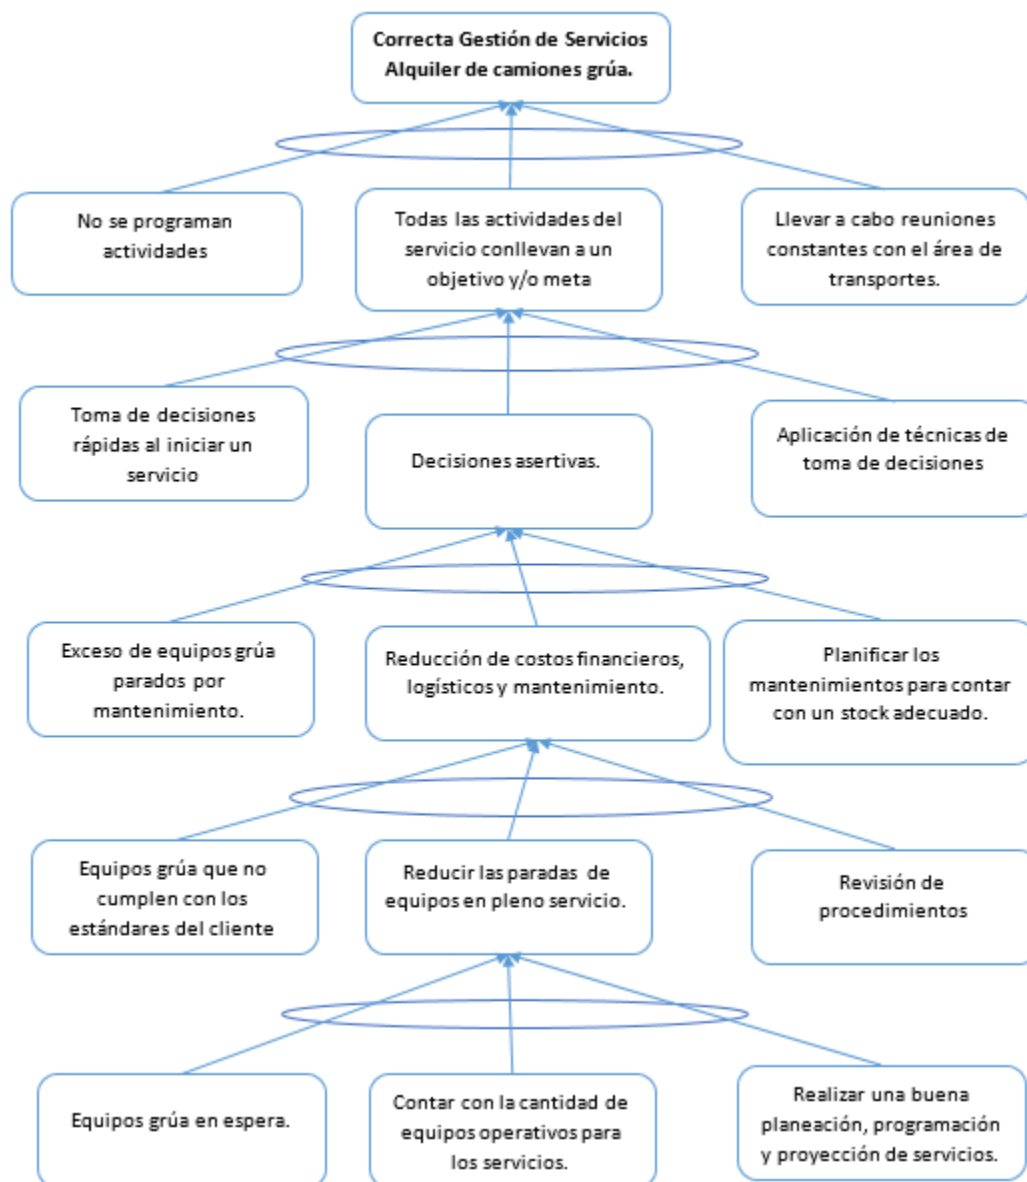 Correcta Gestión de Servicios
Alquiler de camiones grúa.
No se programan
actividades
Todas las actividades del
servicio conllevan a un
objetivo y/o meta
Llevar a cabo reuniones
constantes con el área de
transportes.
Toma de decisiones
rápidas al iniciar un
servicio
Decisiones asertivas.
Aplicación de técnicas de
toma de decisiones
Exceso de equipos grúa
parados por
mantenimiento.
Reducción de costos financieros,
logísticos y mantenimiento.
Planificar los
mantenimientos para contar
con un stock adecuado.
Equipos grúa que no
cumplen con los
estándares del cliente
Reducir las paradas de
equipos en pleno servicio.
Revisión de
procedimientos
Equipos grúa en espera.
Contar con la cantidad de
equipos operativos para
los servicios.
Realizar una buena
planeación, programación
y proyección de servicios.